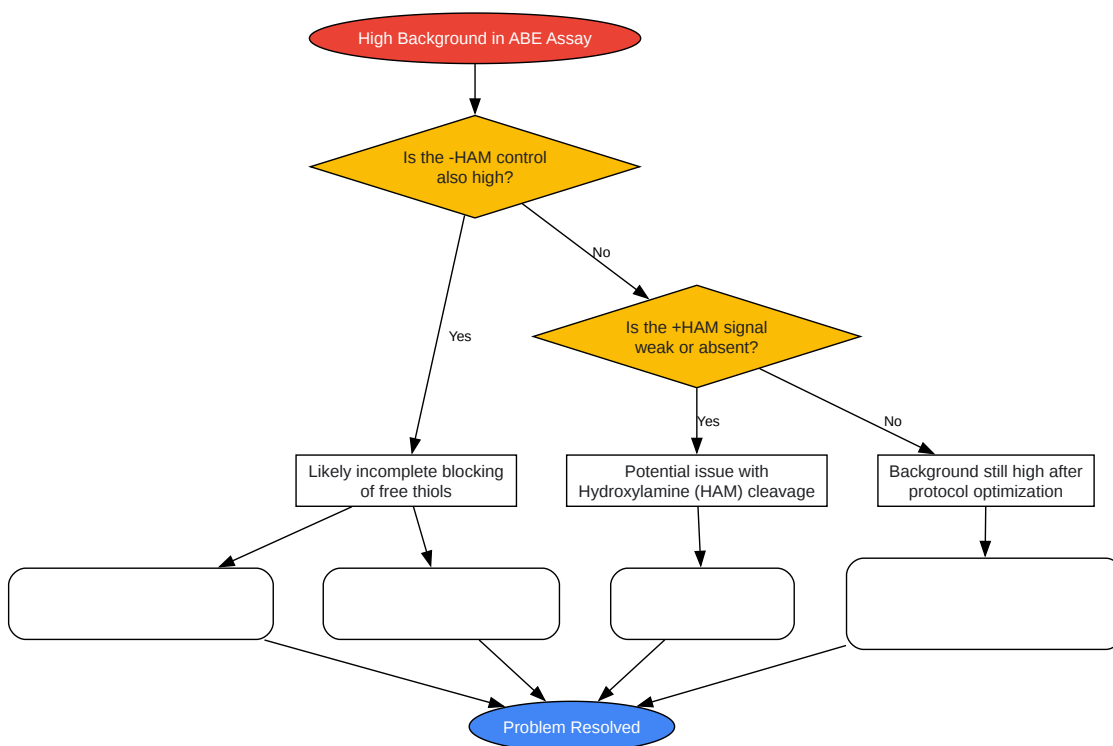 High Background in ABE Assay
Is the -HAM control
also high?
No
Is the +HAM signal
weak or absent?
Yes
Yes
No
Likely incomplete blocking
of free thiols
Potential issue with
Hydroxylamine (HAM) cleavage
Background still high after
protocol optimization
Problem Resolved